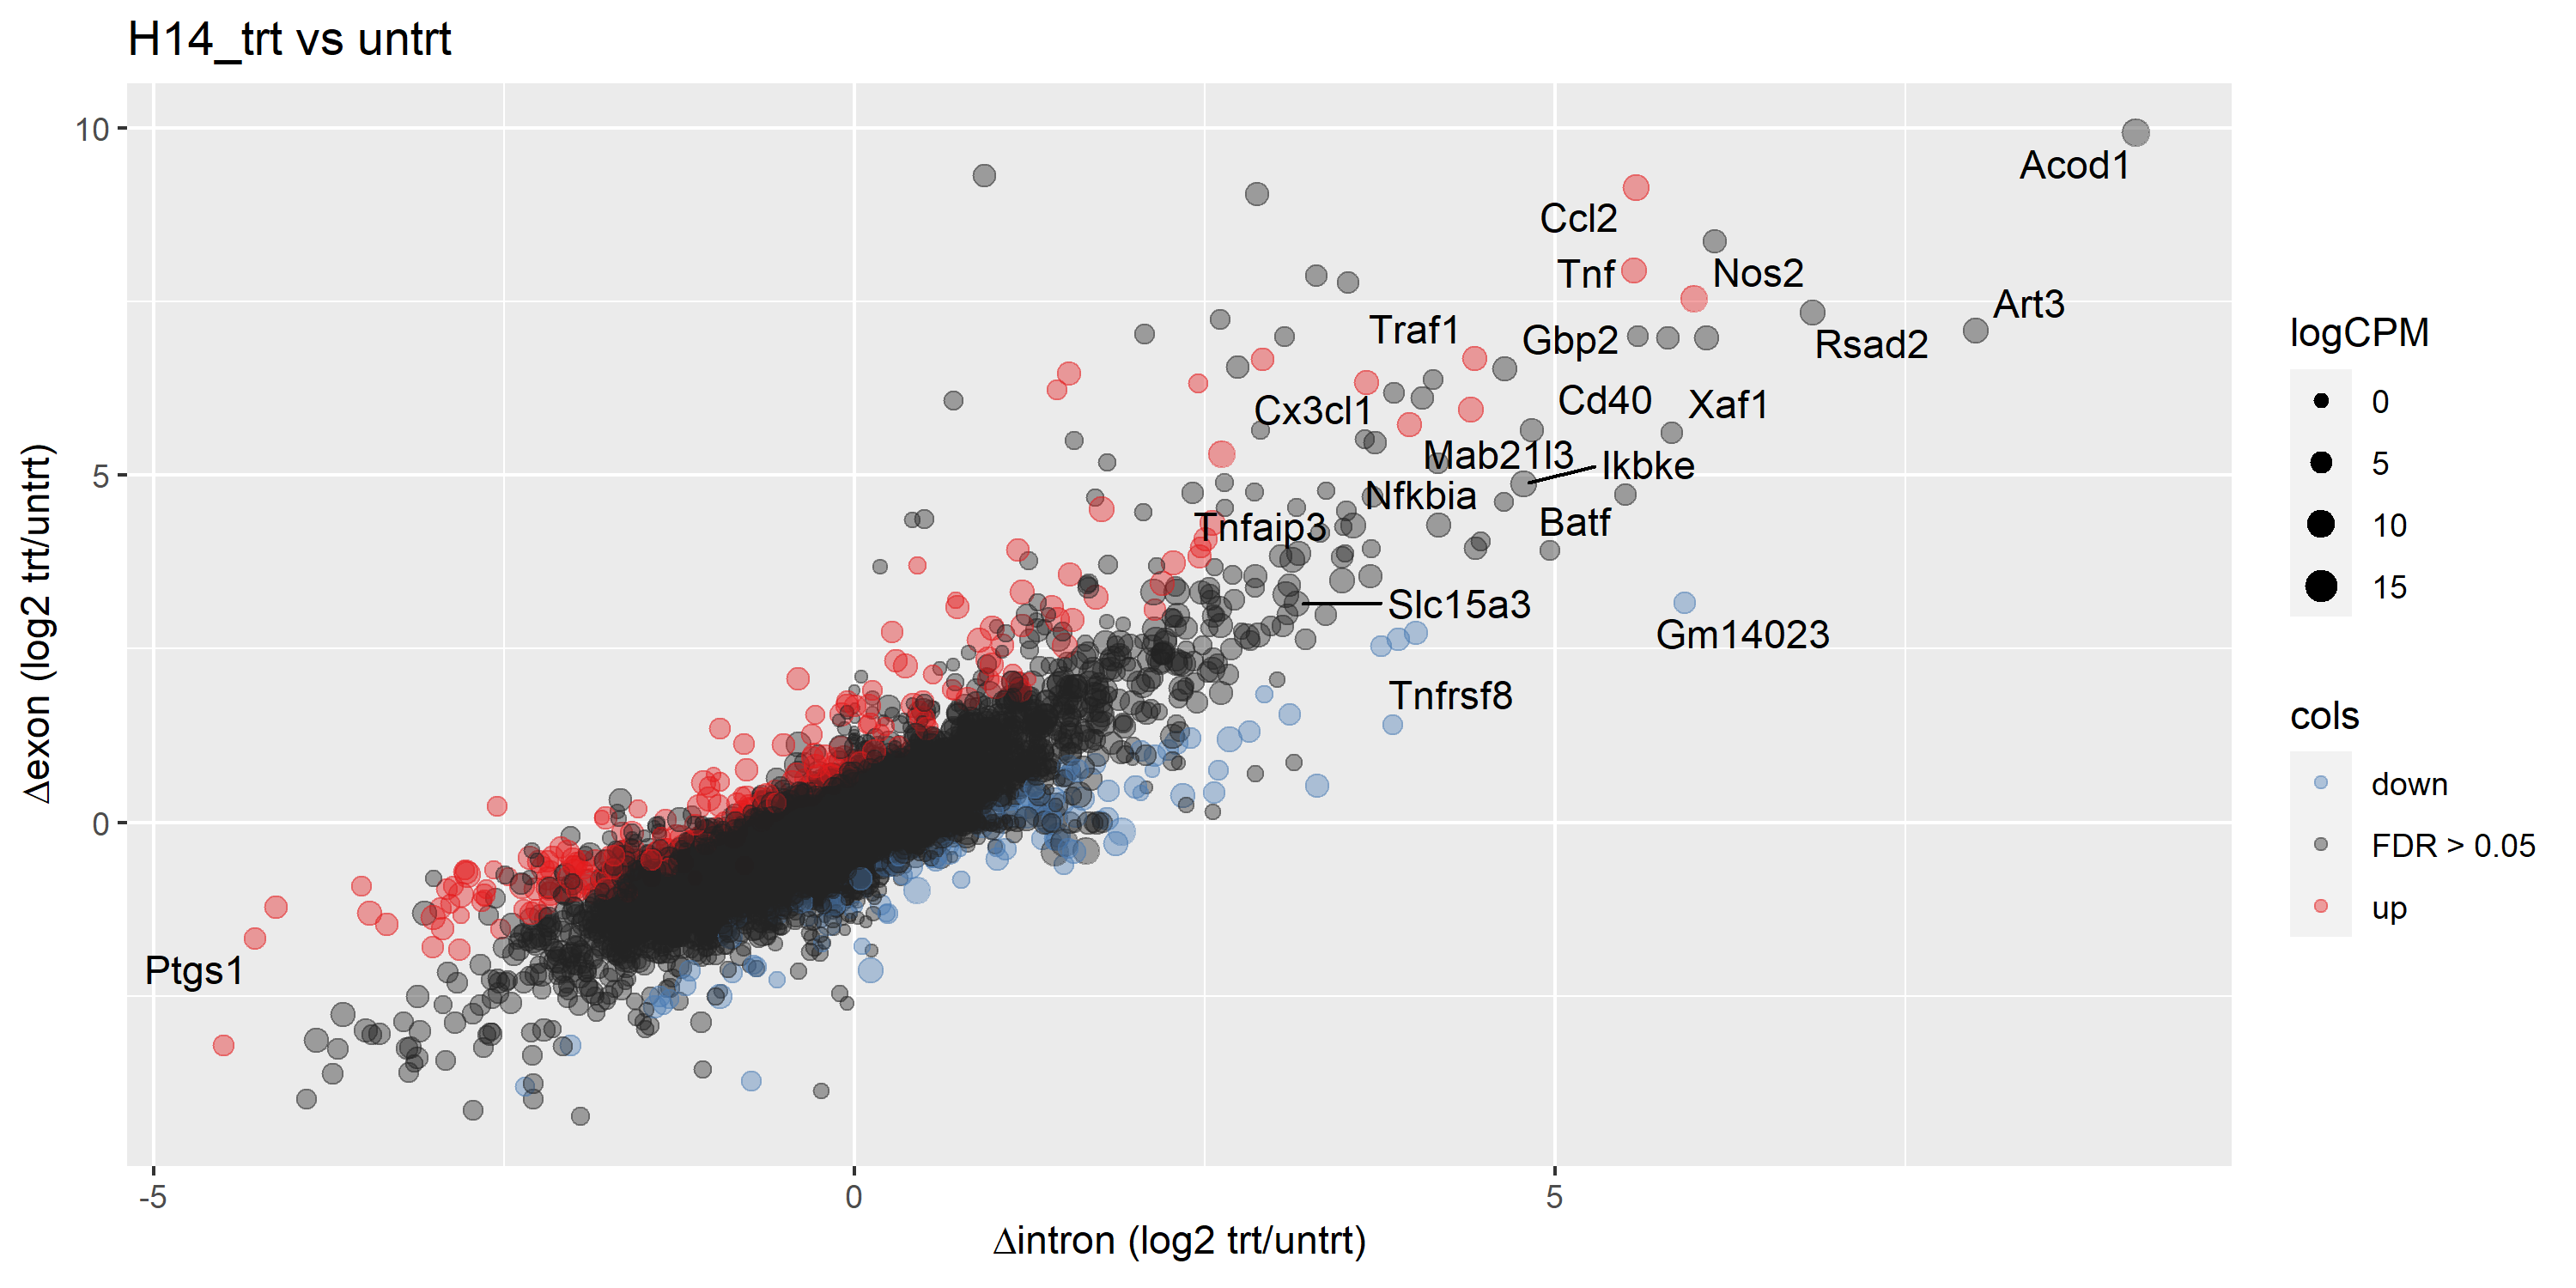 H14_trt vs untrt
10
5
0
Δexon (log2 trt/untrt)
Acod1
Ccl2
Nos2
Tnf
Art3
Traf1
Gbp2
Rsad2
Cd40
Xaf1
Cx3cl1
Mab21l3
Ikbke
Nfkbia
Batf
Tnfaip3
Slc15a3
Gm14023
Tnfrsf8
Ptgs1
-5
0
5
Δintron (log2 trt/untrt)
logCPM
0
5
10
15
cols
down
FDR > 0.05
up